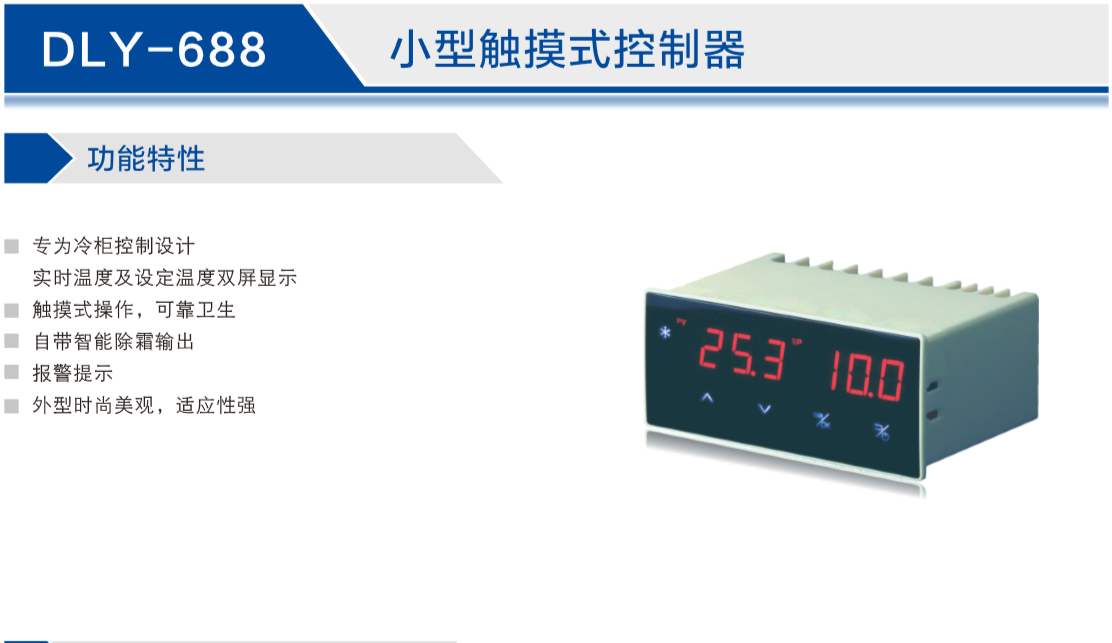 DLY-688
小型触摸式控制器
功能特性
专为冷柜控制设计
实时温度及设定温度双屏显示
触摸式操作，可靠卫生
自带智能除霜输出
报警提示
外型时尚美观，适应性强
PV
25.3
SP
10.0